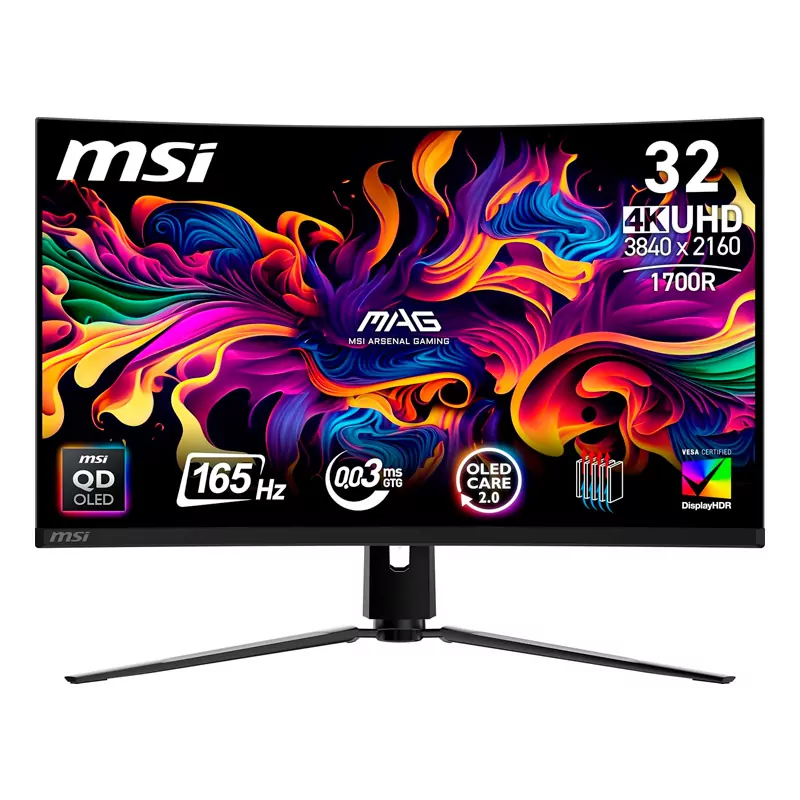 msi
32
4K UHD
3840 x 2160
1700R
MAG
MSI ARSENAL GAMING
msi
QD
OLED
165 Hz
0.03 ms
GTG
OLED
CARE
2.0
VESA CERTIFIED
DisplayHDR
msi